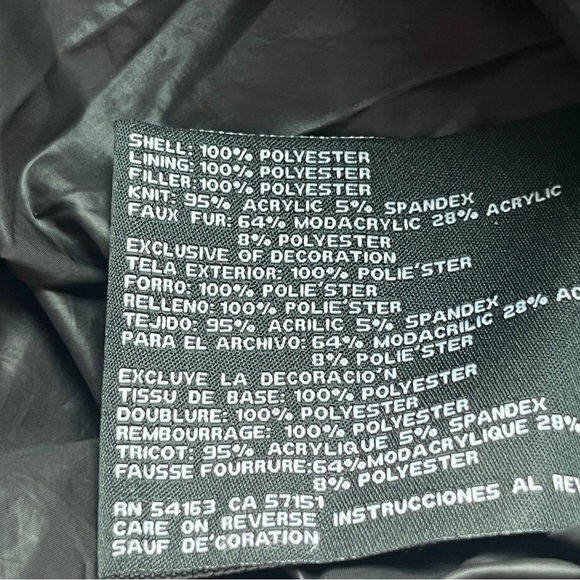 SHELL: 100% POLYESTER
LINING: 100% POLYESTER
FILLER: 100% POLYESTER
KNIT: 95% ACRYLIC 5% SPANDEX
FAUX FUR: 64% MODACRYLIC 28% ACRYLIC
8% POLYESTER
EXCLUSIVE OF DECORATION
TELA EXTERIOR: 100% POLIE'STER
FORRO: 100% POLIE'STER
RELLENO: 100% POLIE'STER
TEJIDO: 95% ACRILIC 5% SPANDEX
PARA EL ARCHIVO: 64% MODACRILIC 28% AC
8% POLIE'STER
EXCLUYE LA DECORACIO'N
TISSU DE BASE: 100% POLYESTER
DOUBLURE: 100% POLYESTER
REMBOURRAGE: 100% POLYESTER
TRICOT: 95% ACRYLIQUE 5% SPANDEX
FAUSSE FOURRURE: 64% MODACRYLIQUE 28%
8% POLYESTER
RN 54163 CA 57151
CARE ON REVERSE INSTRUCCIONES AL REV
SAUF DE'CORATION